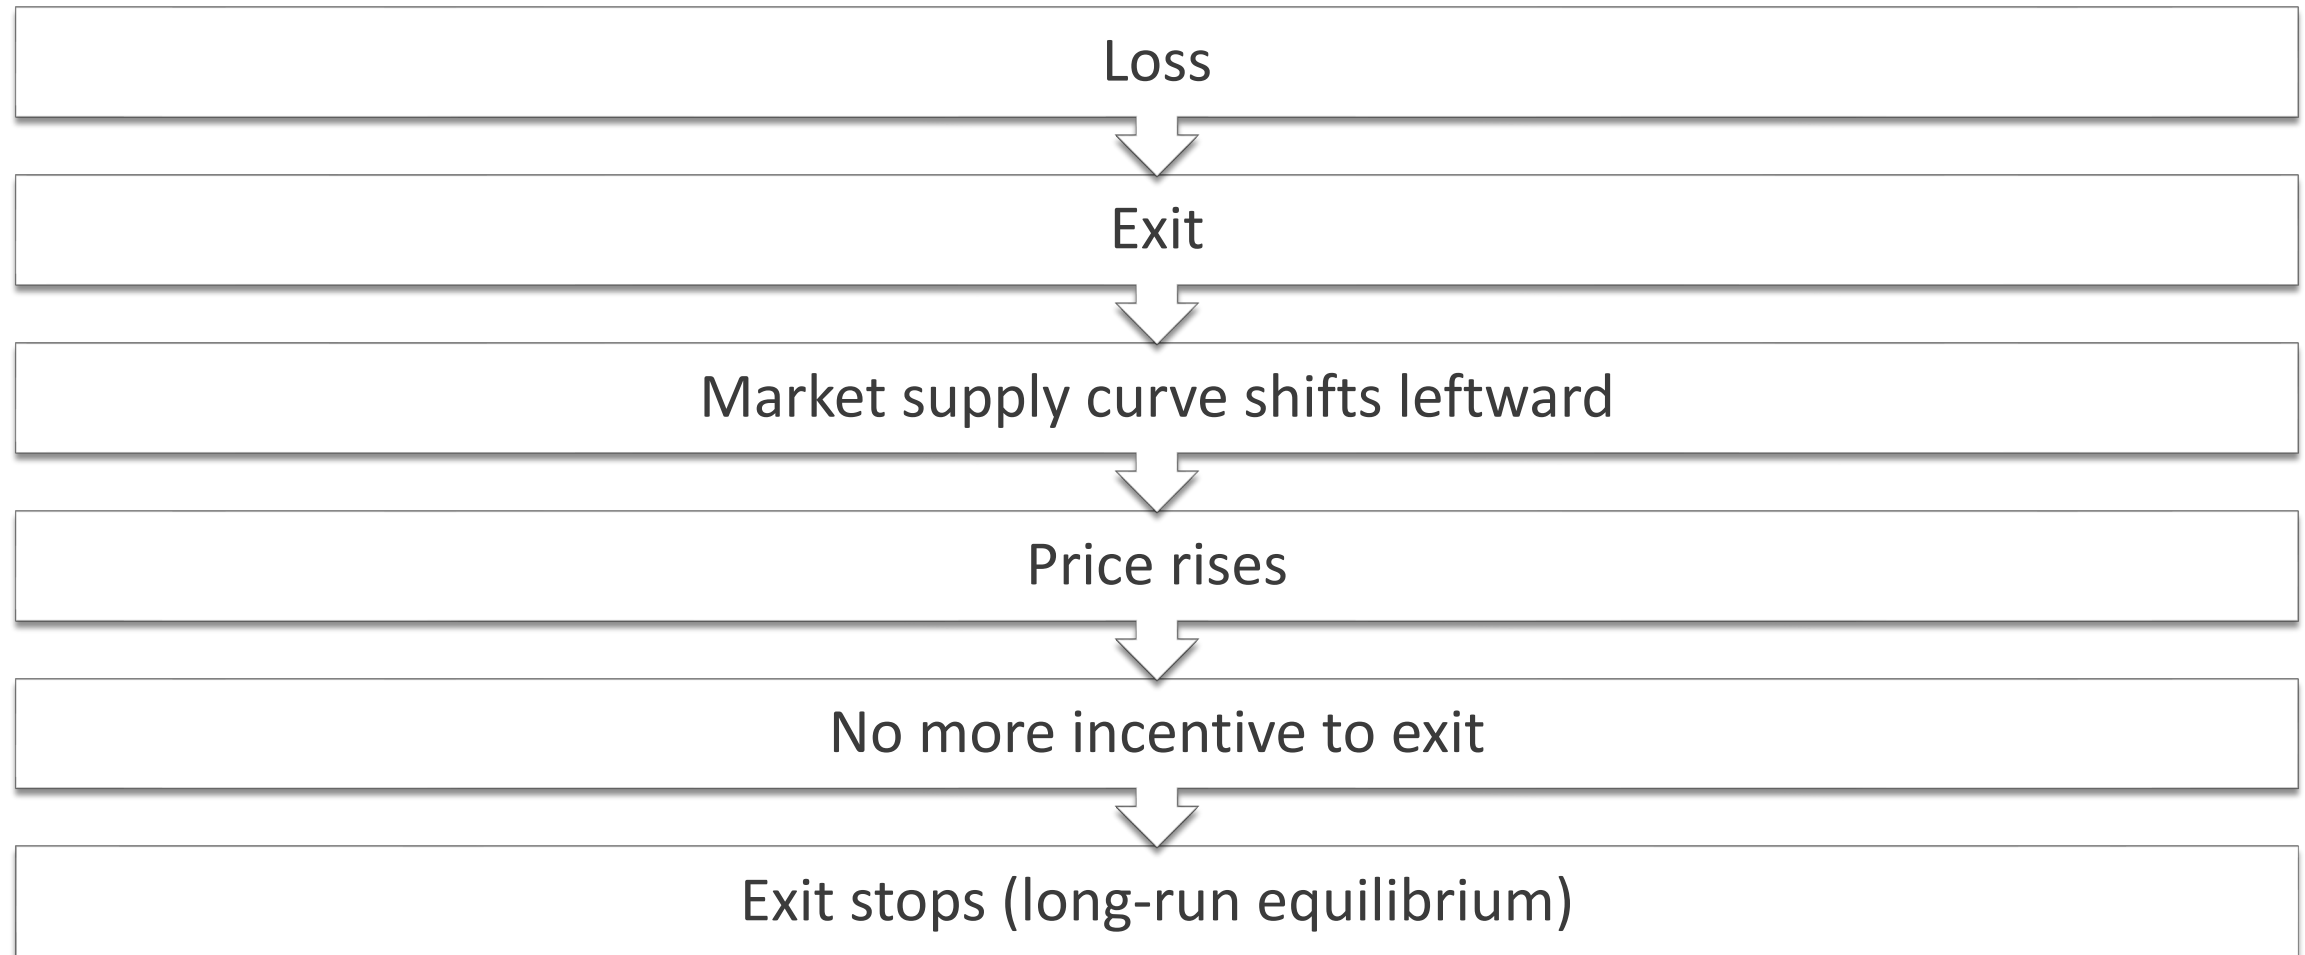 Loss
Exit
Market supply curve shifts leftward
Price rises
No more incentive to exit
Exit stops (long-run equilibrium)